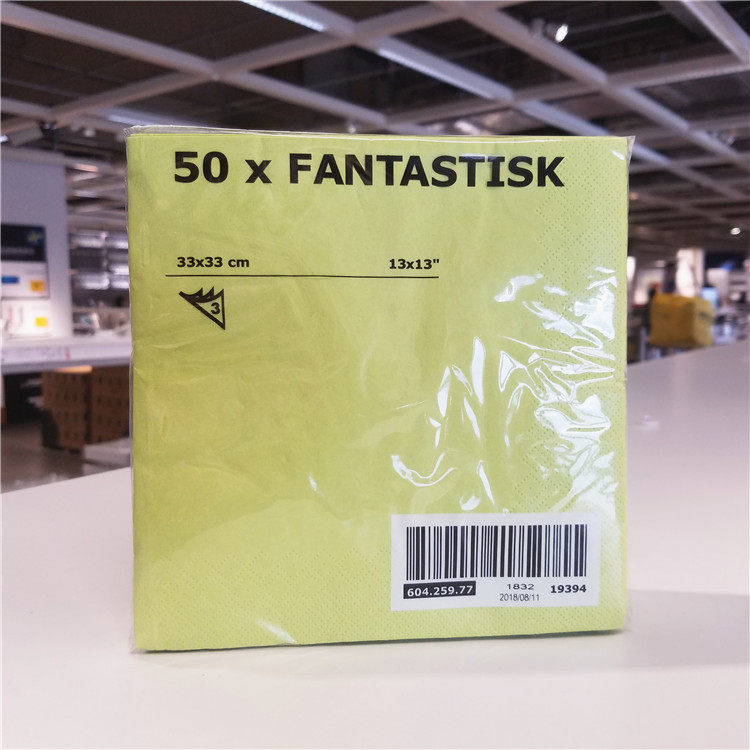 50 x FANTASTISK
33x33 cm 13x13"
3
604.259.77 1832 19394
2018/08/11